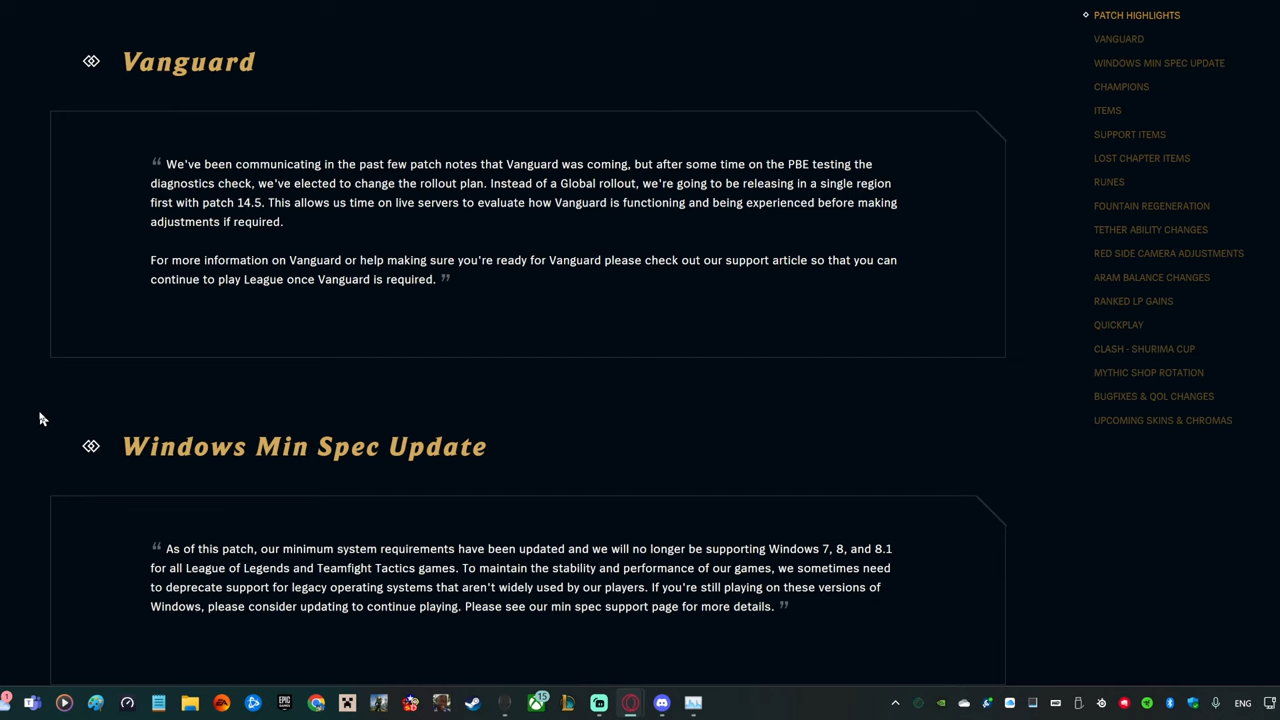 Vanguard
“ We've been communicating in the past few patch notes that Vanguard was coming, but after some time on the PBE testing the
diagnostics check, we've elected to change the rollout plan. Instead of a Global rollout, we're going to be releasing in a single region
first with patch 14.5. This allows us time on live servers to evaluate how Vanguard is functioning and being experienced before making
adjustments if required.
For more information on Vanguard or help making sure you're ready for Vanguard please check out our support article so that you can
continue to play League once Vanguard is required. ”
Windows Min Spec Update
“ As of this patch, our minimum system requirements have been updated and we will no longer be supporting Windows 7, 8, and 8.1
for all League of Legends and Teamfight Tactics games. To maintain the stability and performance of our games, we sometimes need
to deprecate support for legacy operating systems that aren't widely used by our players. If you're still playing on these versions of
Windows, please consider updating to continue playing. Please see our min spec support page for more details. ”
PATCH HIGHLIGHTS
VANGUARD
WINDOWS MIN SPEC UPDATE
CHAMPIONS
ITEMS
SUPPORT ITEMS
LOST CHAPTER ITEMS
RUNES
FOUNTAIN REGENERATION
TETHER ABILITY CHANGES
RED SIDE CAMERA ADJUSTMENTS
ARAM BALANCE CHANGES
RANKED LP GAINS
QUICKPLAY
CLASH - SHURIMA CUP
MYTHIC SHOP ROTATION
BUGFIXES & QOL CHANGES
UPCOMING SKINS & CHROMAS
1
EA
EPIC GAMES
15
ENG